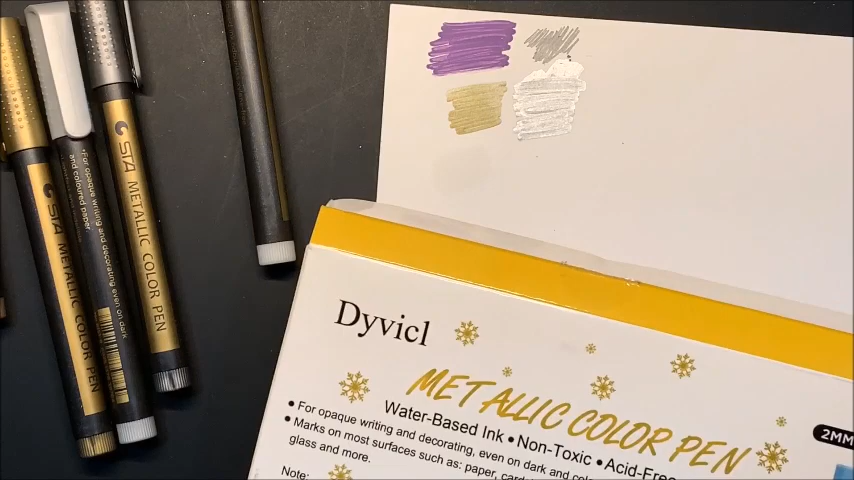 STA METALLIC COLOR PEN
*For opaque writing and decorating even on dark
and coloured paper.
STA METALLIC COLOR PEN
Dyvicl
METALLIC COLOR PEN
2MM
Water-Based Ink • Non-Toxic • Acid-Free
• For opaque writing and decorating, even on dark and
• Marks on most surfaces such as: paper,
glass and more.
Note: